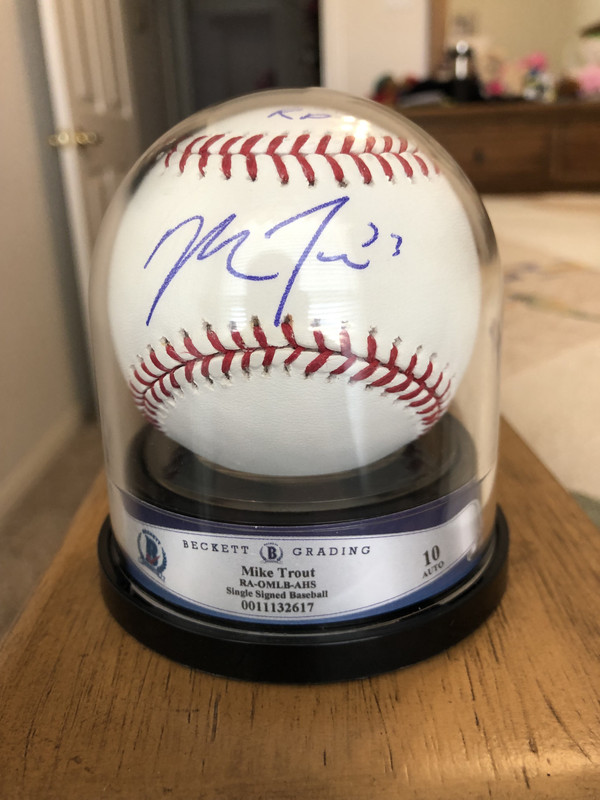 BECKETT B GRADING
Mike Trout
RA-OMLB-AHS
Single Signed Baseball
0011132617
10
AUTO
B